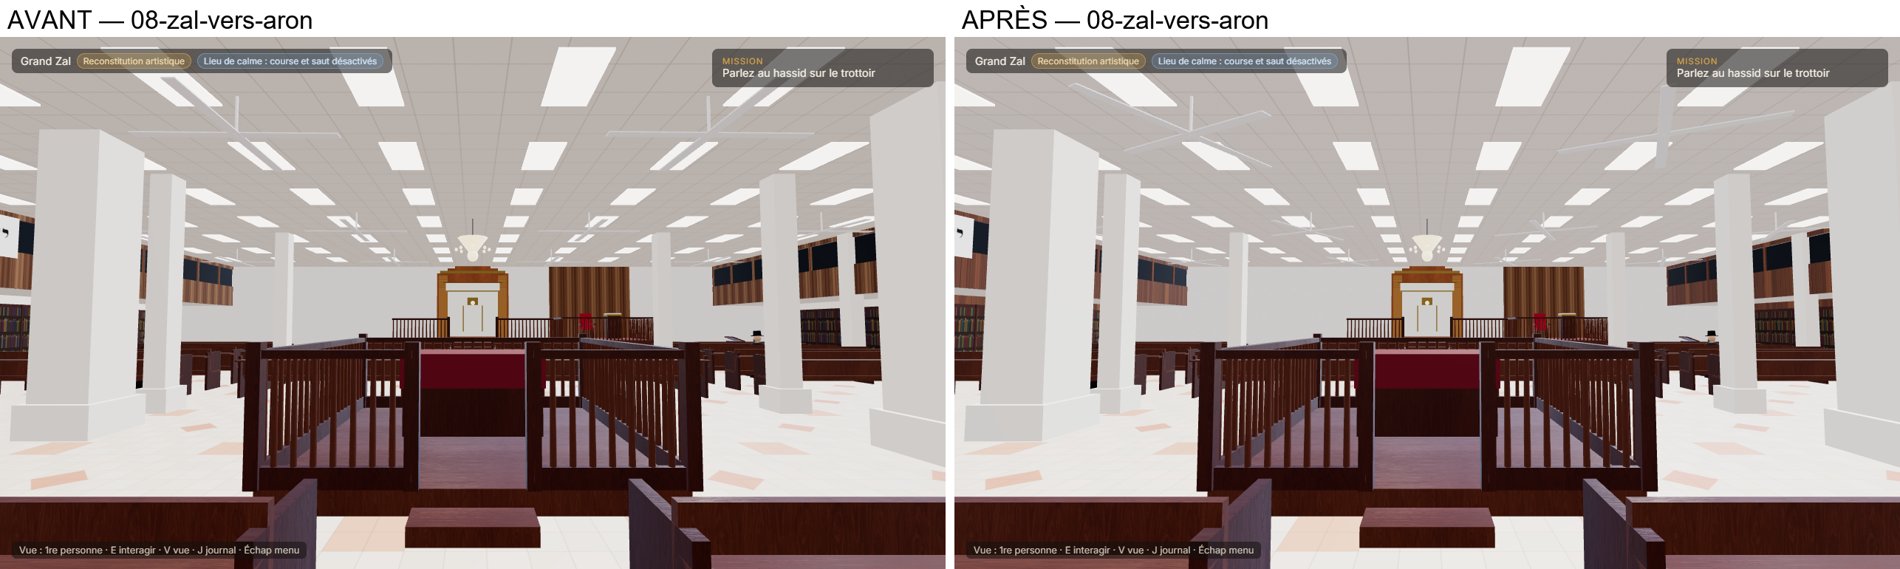 AVANT — 08-zal-vers-aron
Grand Zal Reconstitution artistique Lieu de calme : course et saut désactivés
MISSION
Parlez au hassid sur le trottoir
Vue : 1re personne · E interagir · V vue · J journal · Échap menu
APRÈS — 08-zal-vers-aron
Grand Zal Reconstitution artistique Lieu de calme : course et saut désactivés
MISSION
Parlez au hassid sur le trottoir
Vue : 1re personne · E interagir · V vue · J journal · Échap menu